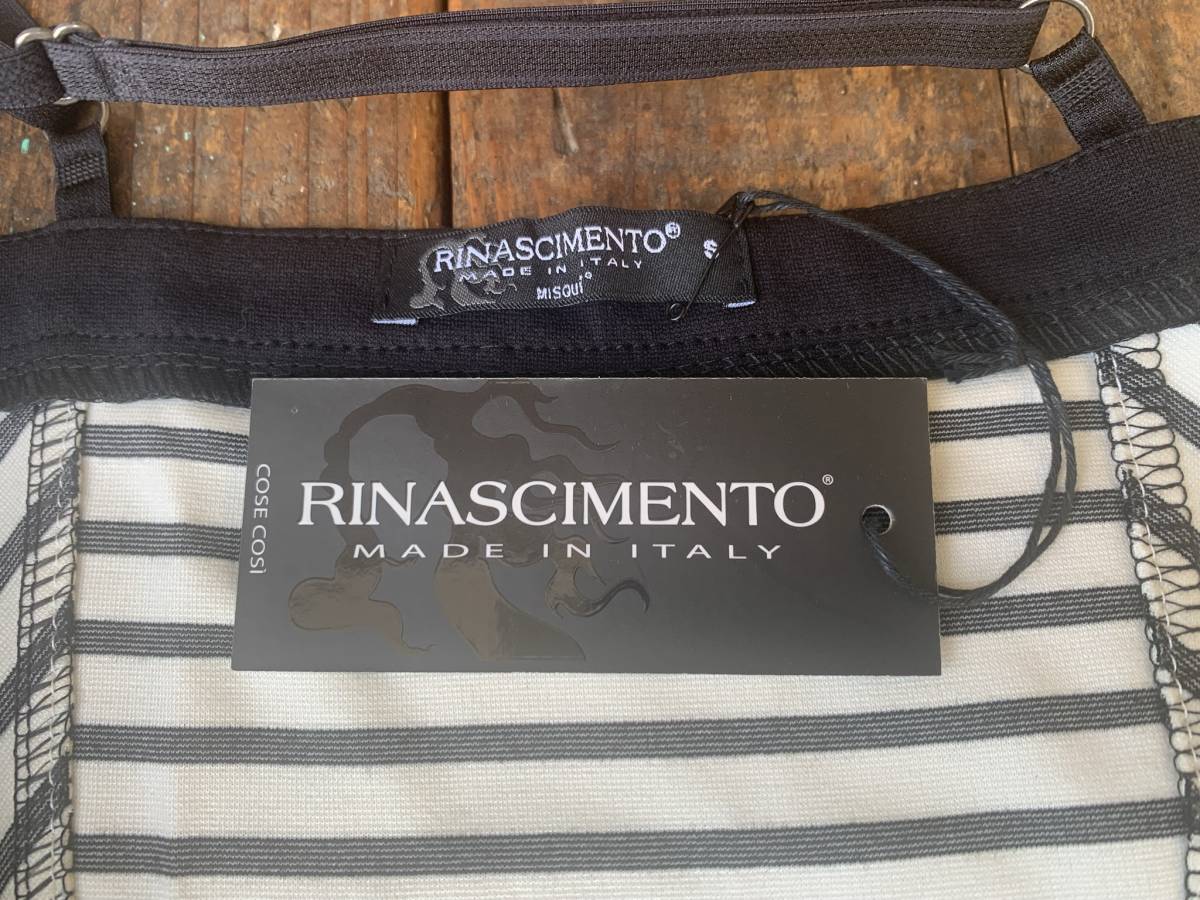 RINASCIMENTO®
MADE IN ITALY
MISQUI°
S
COSE COSÌ
RINASCIMENTO®
MADE IN ITALY